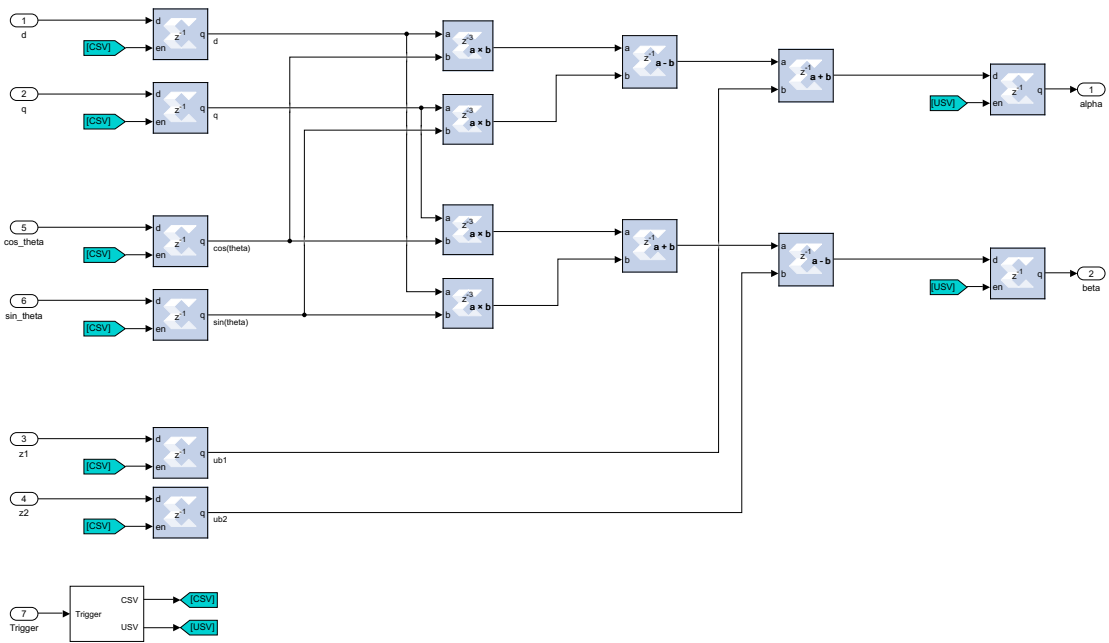 1
d
d
en
z-1
q
d
[CSV]
2
q
d
en
z-1
q
q
[CSV]
5
cos_theta
d
en
z-1
q
cos(theta)
[CSV]
6
sin_theta
d
en
z-1
q
sin(theta)
[CSV]
3
z1
d
en
z-1
q
ub1
[CSV]
4
z2
d
en
z-1
q
ub2
[CSV]
a
b
z-3
a × b
a
b
z-3
a × b
a
b
z-3
a × b
a
b
z-3
a × b
a
b
z-1
a - b
a
b
z-1
a + b
a
b
z-1
a + b
a
b
z-1
a - b
[USV]
d
en
z-1
q
1
alpha
[USV]
d
en
z-1
q
2
beta
7
Trigger
Trigger
CSV
USV
[CSV]
[USV]